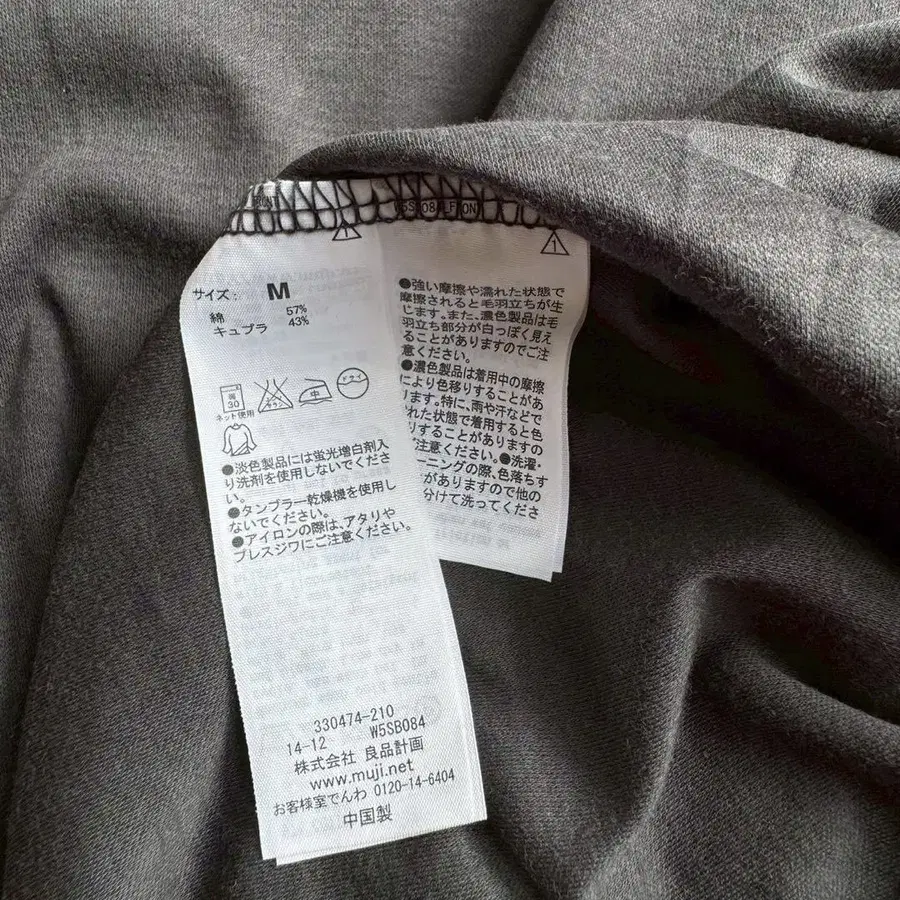 サイズ： M
綿 57%
キュプラ 43%
弱
30
ネット使用
エンソサラシ
中
ドライ
●淡色製品には蛍光増白剤入
り洗剤を使用しないでくださ
い。
●タンブラー乾燥機を使用し
ないでください。
●アイロンの際は、アタリや
プレスジワにご注意ください。
330474-210
14-12 W5SB084
株式会社 良品計画
www.muji.net
お客様室でんわ 0120-14-6404
中国製
1
1
●強い摩擦や濡れた状態で
摩擦されると毛羽立ちが生
じます。また、濃色製品は毛
羽立ち部分が白っぽく見え
ることがありますのでご注
意ください。
●濃色製品は着用中の摩擦
により色移りすることがあ
ります。特に、雨や汗などで
れた状態で着用すると色
りすることがありますの
ご注意ください。●洗濯・
ーニングの際、色落ちす
がありますので他の
分けて洗ってくだ